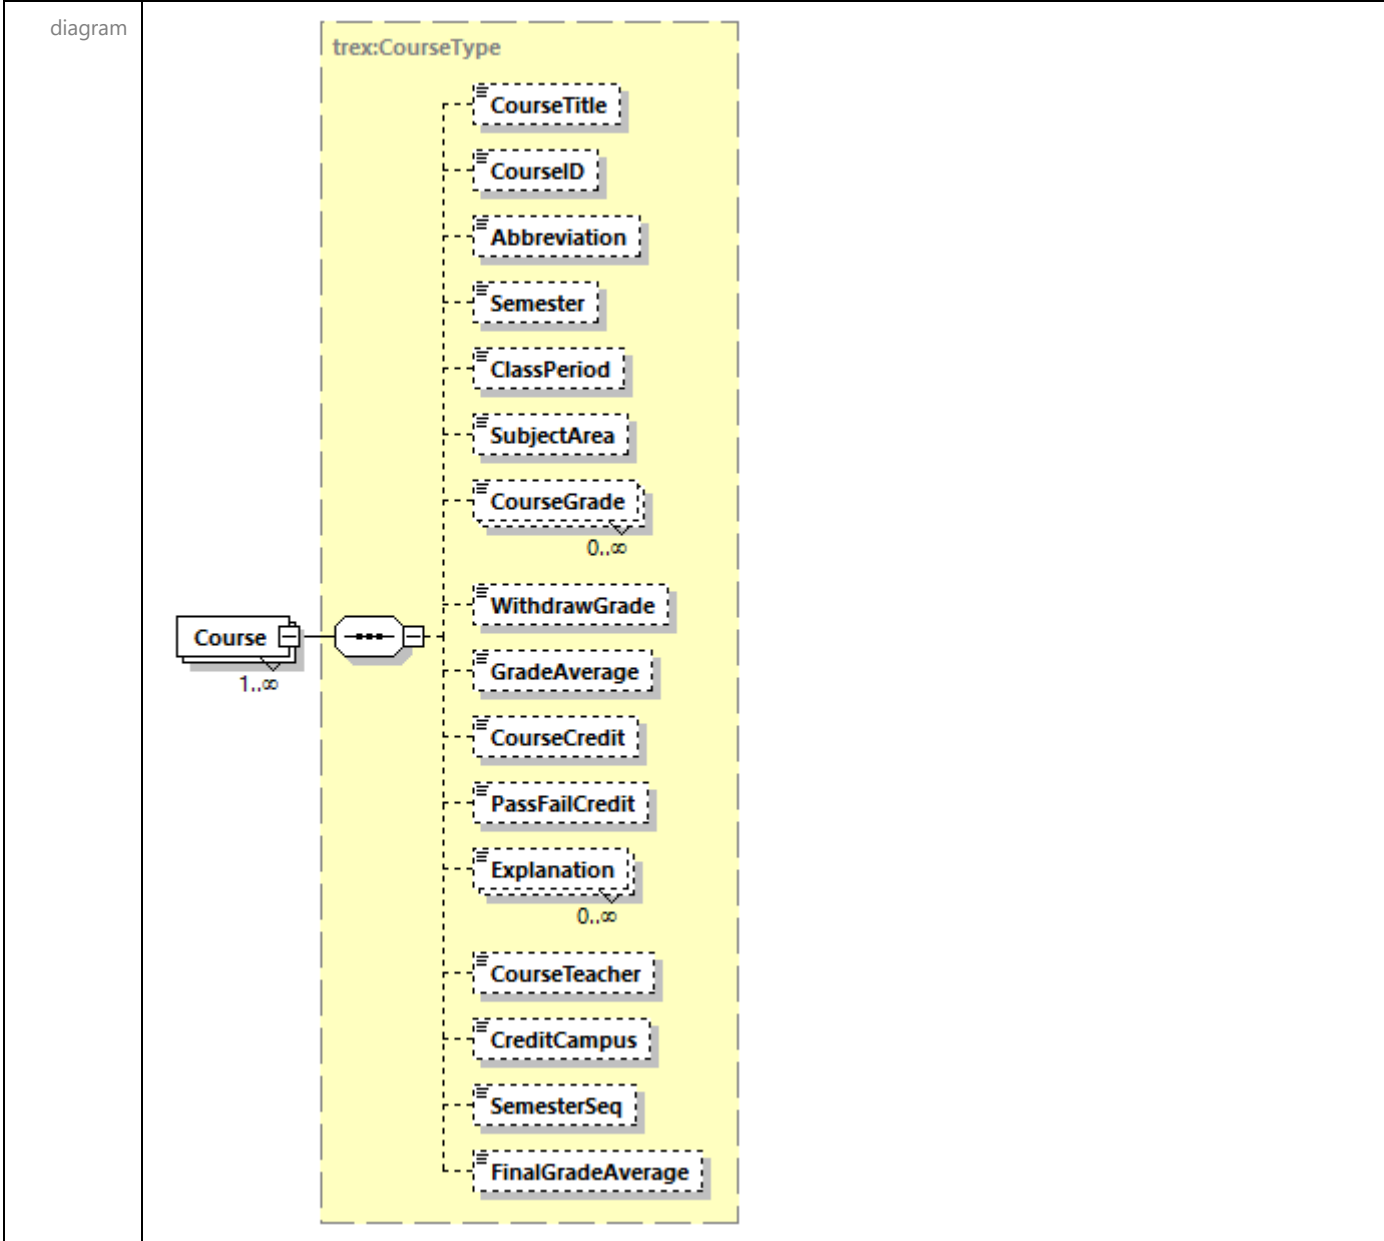 diagram
trex:CourseType
CourseTitle
CourseID
Abbreviation
Semester
ClassPeriod
SubjectArea
CourseGrade
0..∞
WithdrawGrade
Course
1..∞
GradeAverage
CourseCredit
PassFailCredit
Explanation
0..∞
CourseTeacher
CreditCampus
SemesterSeq
FinalGradeAverage